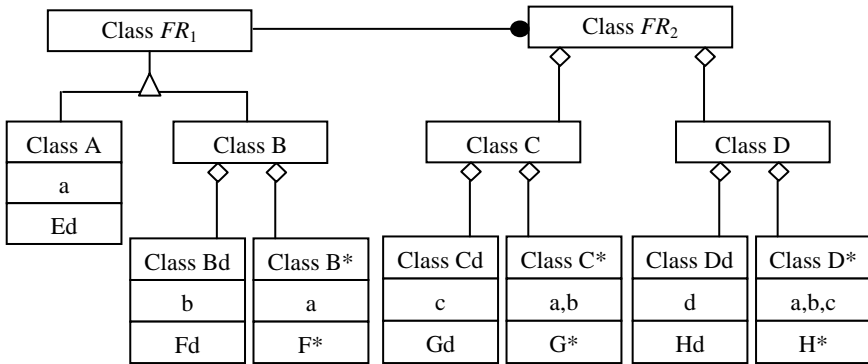 Class FR₁
Class FR₂
Class A
a
Ed
Class B
Class C
Class D
Class Bd
b
Fd
Class B*
a
F*
Class Cd
c
Gd
Class C*
a,b
G*
Class Dd
d
Hd
Class D*
a,b,c
H*